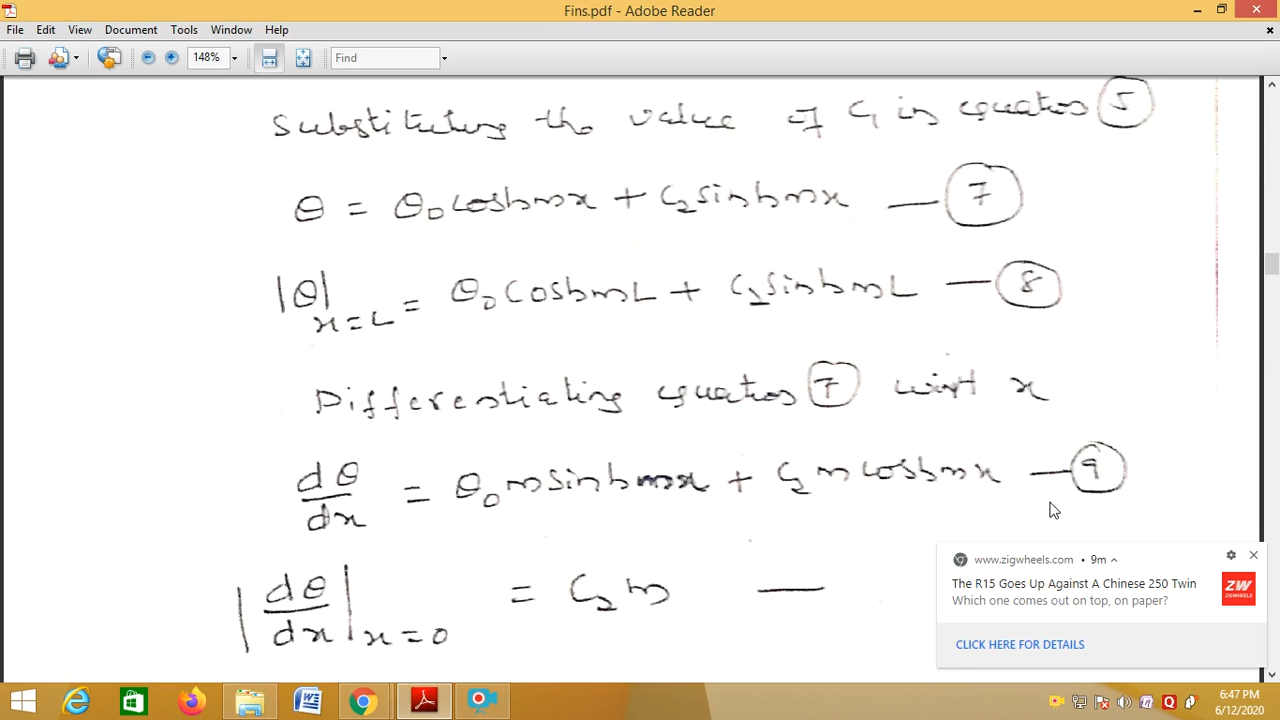 Fins.pdf - Adobe Reader
File Edit View Document Tools Window Help
148% Find
Substituting the value of C₁ in equation 5
θ = θ₀ coshmx + C₂ sinhmx — 7
|θ|x=L = θ₀ coshmL + C₂ sinhmL — 8
Differentiating equation 7 w.r.t x
dθ/dx = θ₀ m sinhmx + C₂ m coshmx — 9
|dθ/dx|x=0 = C₂ m —
www.zigwheels.com • 9m
The R15 Goes Up Against A Chinese 250 Twin
Which one comes out on top, on paper?
ZW
CLICK HERE FOR DETAILS
6:47 PM
6/12/2020